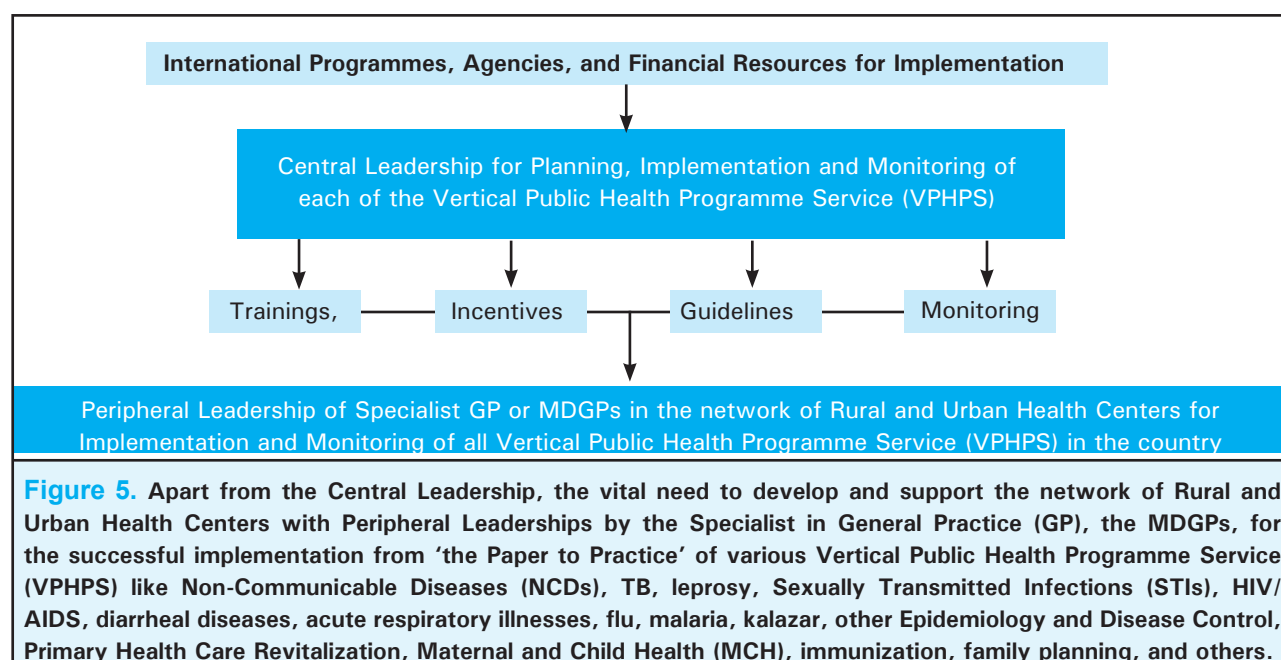 International Programmes, Agencies, and Financial Resources for Implementation
Central Leadership for Planning, Implementation and Monitoring of
each of the Vertical Public Health Programme Service (VPHPS)
Trainings, Incentives Guidelines Monitoring
Peripheral Leadership of Specialist GP or MDGPs in the network of Rural and Urban Health Centers for
Implementation and Monitoring of all Vertical Public Health Programme Service (VPHPS) in the country
Figure 5. Apart from the Central Leadership, the vital need to develop and support the network of Rural and
Urban Health Centers with Peripheral Leaderships by the Specialist in General Practice (GP), the MDGPs, for
the successful implementation from ‘the Paper to Practice’ of various Vertical Public Health Programme Service
(VPHPS) like Non-Communicable Diseases (NCDs), TB, leprosy, Sexually Transmitted Infections (STIs), HIV/
AIDS, diarrheal diseases, acute respiratory illnesses, flu, malaria, kalazar, other Epidemiology and Disease Control,
Primary Health Care Revitalization, Maternal and Child Health (MCH), immunization, family planning, and others.